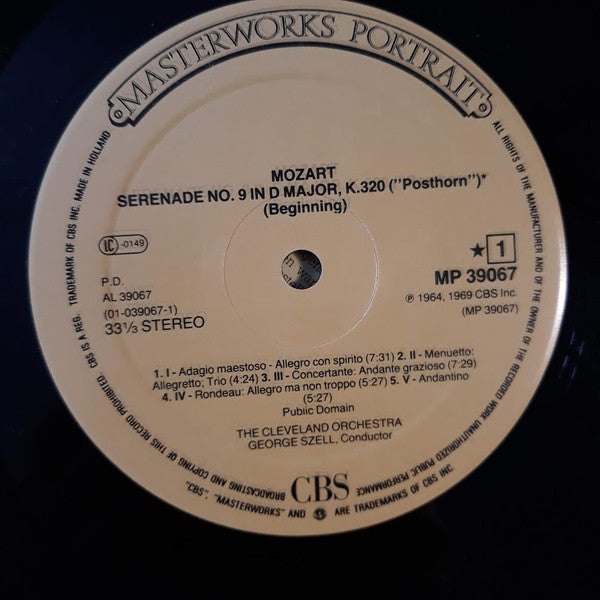 MASTERWORKS PORTRAIT
MOZART
SERENADE NO. 9 IN D MAJOR, K.320 ("Posthorn")*
(Beginning)
IC -0149
★ 1
P.D.
MP 39067
AL 39067
℗ 1964, 1969 CBS Inc.
(01-039067-1)
(MP 39067)
33⅓ STEREO
1. I - Adagio maestoso - Allegro con spirito (7:31) 2. II - Menuetto:
Allegretto; Trio (4:24) 3. III - Concertante: Andante grazioso (7:29)
4. IV - Rondeau: Allegro ma non troppo (5:27) 5. V - Andantino
(5:27)
Public Domain
THE CLEVELAND ORCHESTRA
GEORGE SZELL, Conductor
CBS
ALL RIGHTS OF THE MANUFACTURER AND OF THE OWNER OF THE RECORDED WORK UNAUTHORIZED PUBLIC PERFORMANCE
BROADCASTING AND COPYING OF THIS RECORD PROHIBITED. CBS IS A REG. TRADEMARK OF CBS INC. MADE IN HOLLAND
"CBS", "MASTERWORKS" AND ARE TRADEMARKS OF CBS INC